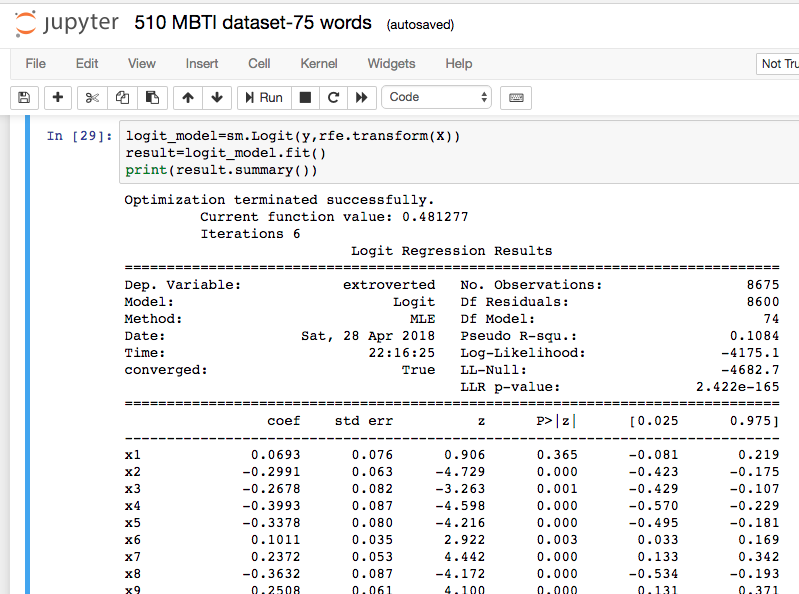 jupyter 510 MBTI dataset-75 words (autosaved)
File Edit View Insert Cell Kernel Widgets Help Not Tru
Run Code
In [29]: logit_model=sm.Logit(y,rfe.transform(X))
result=logit_model.fit()
print(result.summary())
Optimization terminated successfully.
Current function value: 0.481277
Iterations 6
Logit Regression Results
==============================================================================
Dep. Variable: extroverted No. Observations: 8675
Model: Logit Df Residuals: 8600
Method: MLE Df Model: 74
Date: Sat, 28 Apr 2018 Pseudo R-squ.: 0.1084
Time: 22:16:25 Log-Likelihood: -4175.1
converged: True LL-Null: -4682.7
LLR p-value: 2.422e-165
==============================================================================
coef std err z P>|z| [0.025 0.975]
------------------------------------------------------------------------------
x1 0.0693 0.076 0.906 0.365 -0.081 0.219
x2 -0.2991 0.063 -4.729 0.000 -0.423 -0.175
x3 -0.2678 0.082 -3.263 0.001 -0.429 -0.107
x4 -0.3993 0.087 -4.598 0.000 -0.570 -0.229
x5 -0.3378 0.080 -4.216 0.000 -0.495 -0.181
x6 0.1011 0.035 2.922 0.003 0.033 0.169
x7 0.2372 0.053 4.442 0.000 0.133 0.342
x8 -0.3632 0.087 -4.172 0.000 -0.534 -0.193
x9 0.2508 0.061 4.100 0.000 0.131 0.371